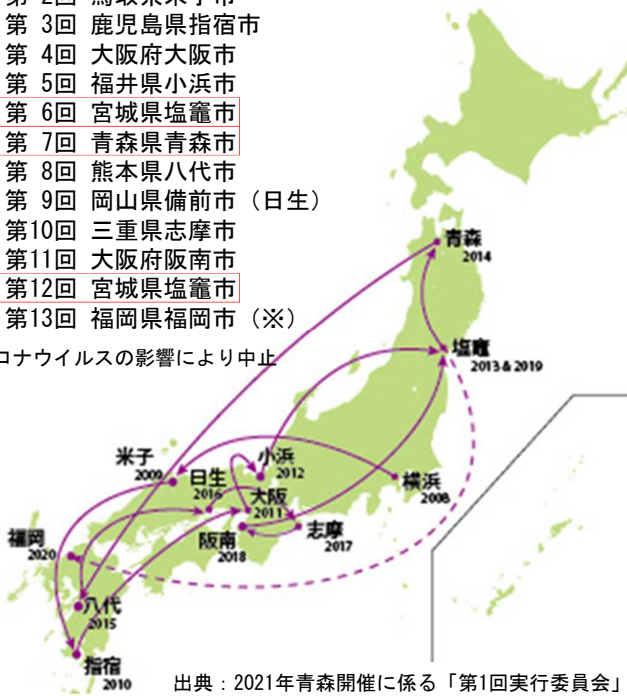 第 3回 鹿児島県指宿市
第 4回 大阪府大阪市
第 5回 福井県小浜市
第 6回 宮城県塩竈市
第 7回 青森県青森市
第 8回 熊本県八代市
第 9回 岡山県備前市（日生）
第10回 三重県志摩市
第11回 大阪府阪南市
第12回 宮城県塩竈市
第13回 福岡県福岡市（※）
ロナウイルスの影響により中止
青森
2014
塩竈
2013 & 2019
米子
2009
日生
2016
小浜
2012
大阪
2011
横浜
2008
福岡
2020
阪南
2018
志摩
2017
八代
2015
指宿
2010
出典：2021年青森開催に係る「第1回実行委員会」